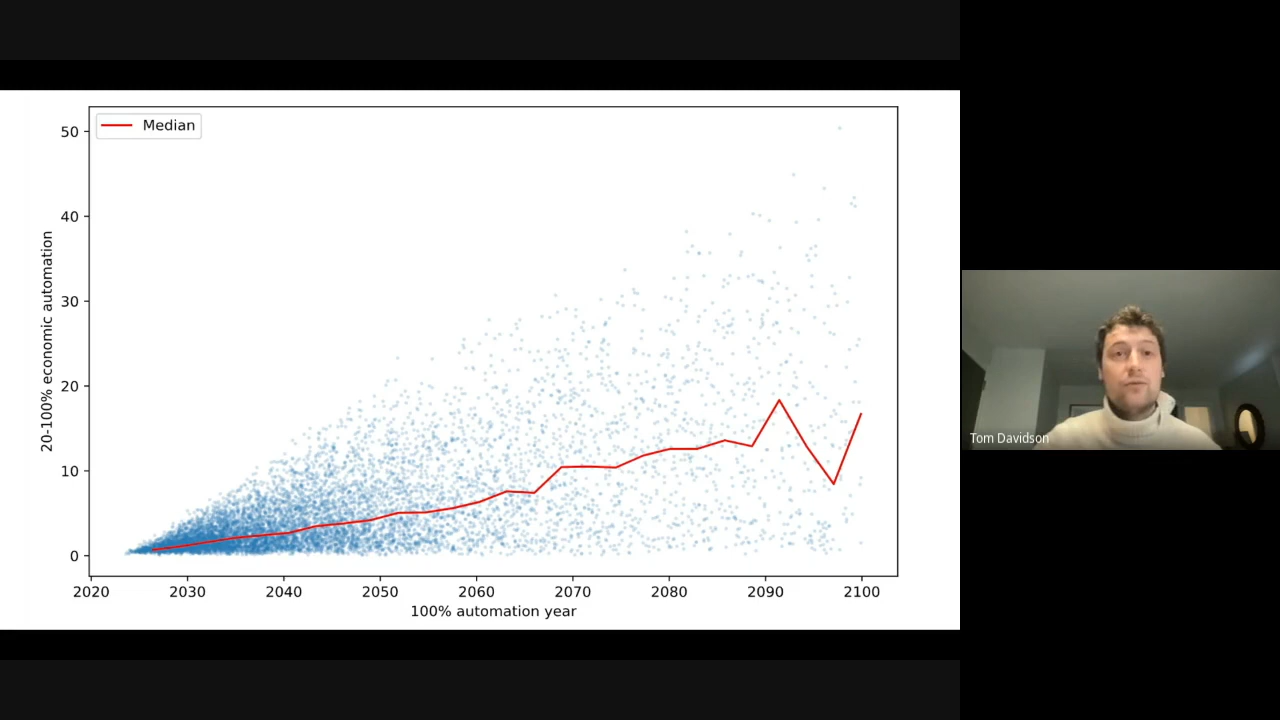 Median
50
40
30
20
10
0
20-100% economic automation
2020 2030 2040 2050 2060 2070 2080 2090 2100
100% automation year
Tom Davidson